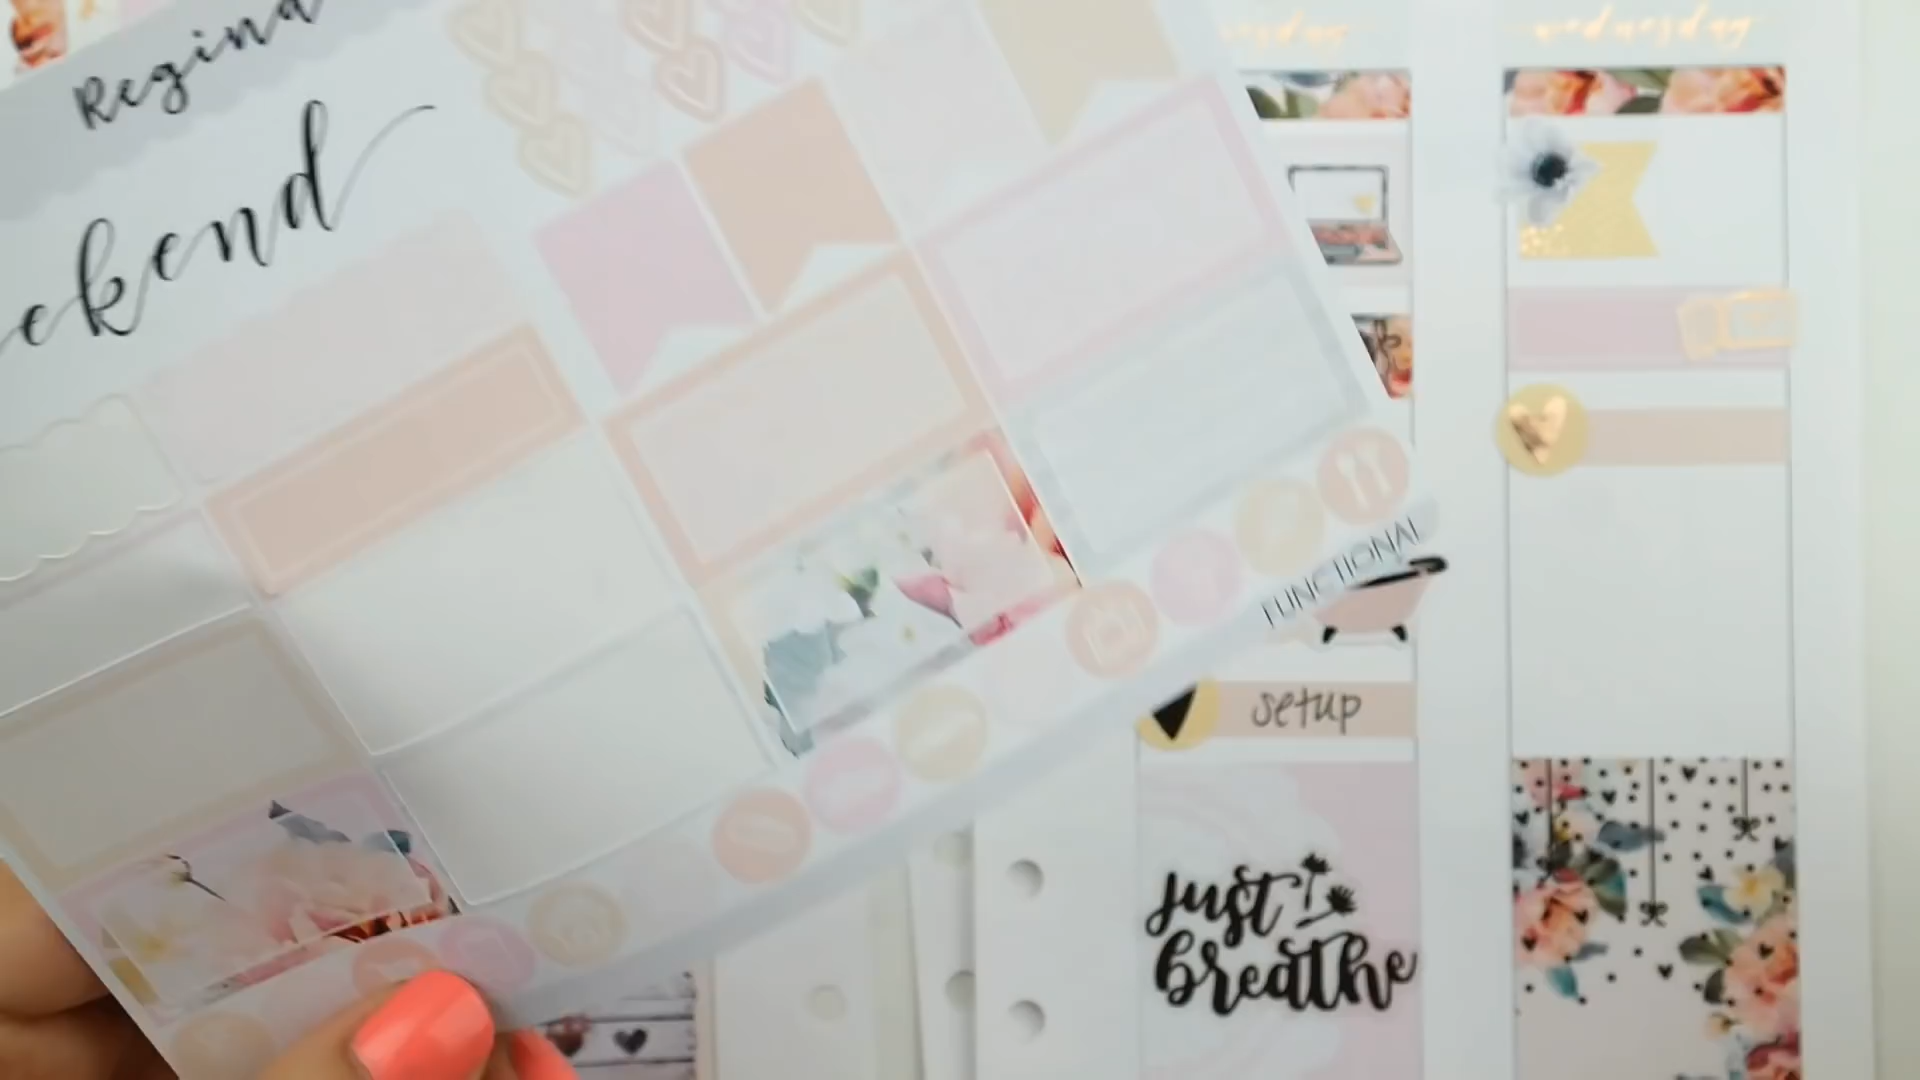 Regina
ekend
wednesday
FUNCTIONAL
setup
just
breathe